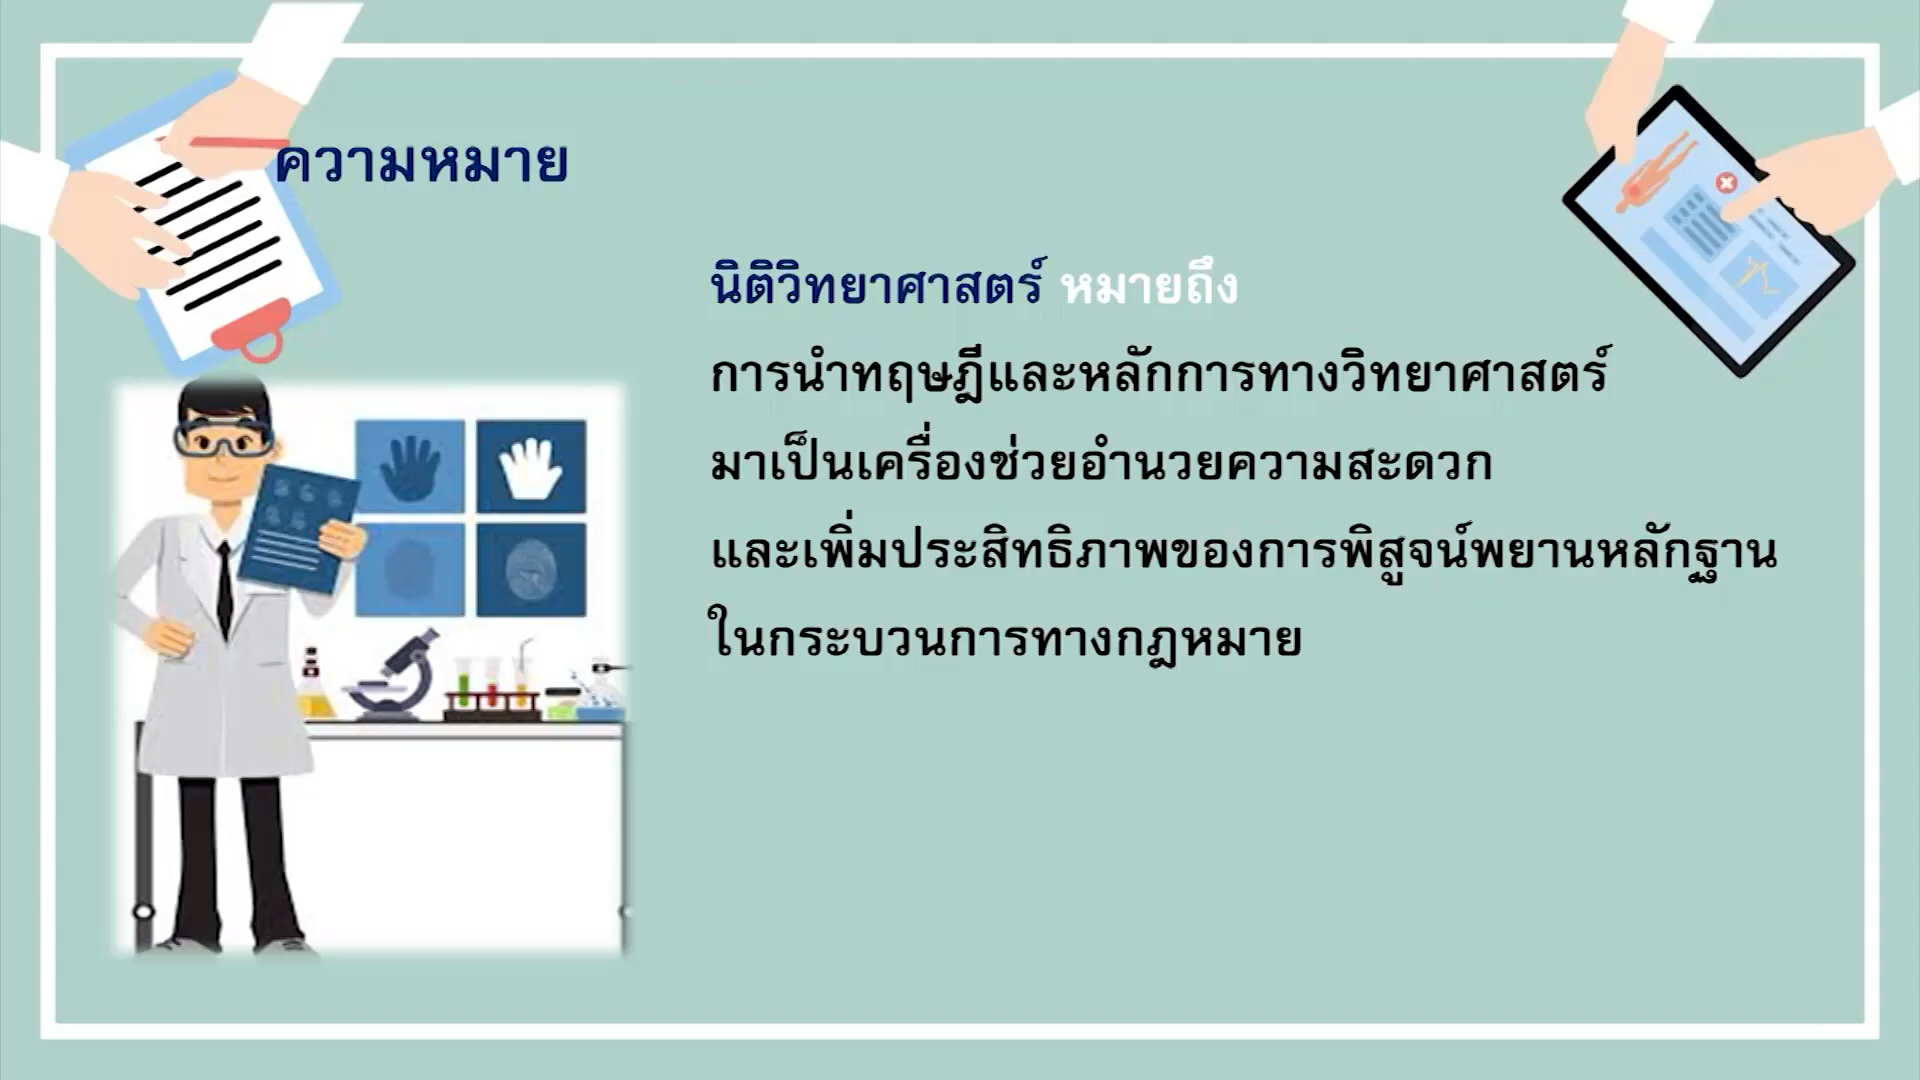 ความหมาย
นิติวิทยาศาสตร์ หมายถึง
การนำทฤษฎีและหลักการทางวิทยาศาสตร์
มาเป็นเครื่องช่วยอำนวยความสะดวก
และเพิ่มประสิทธิภาพของการพิสูจน์พยานหลักฐาน
ในกระบวนการทางกฎหมาย